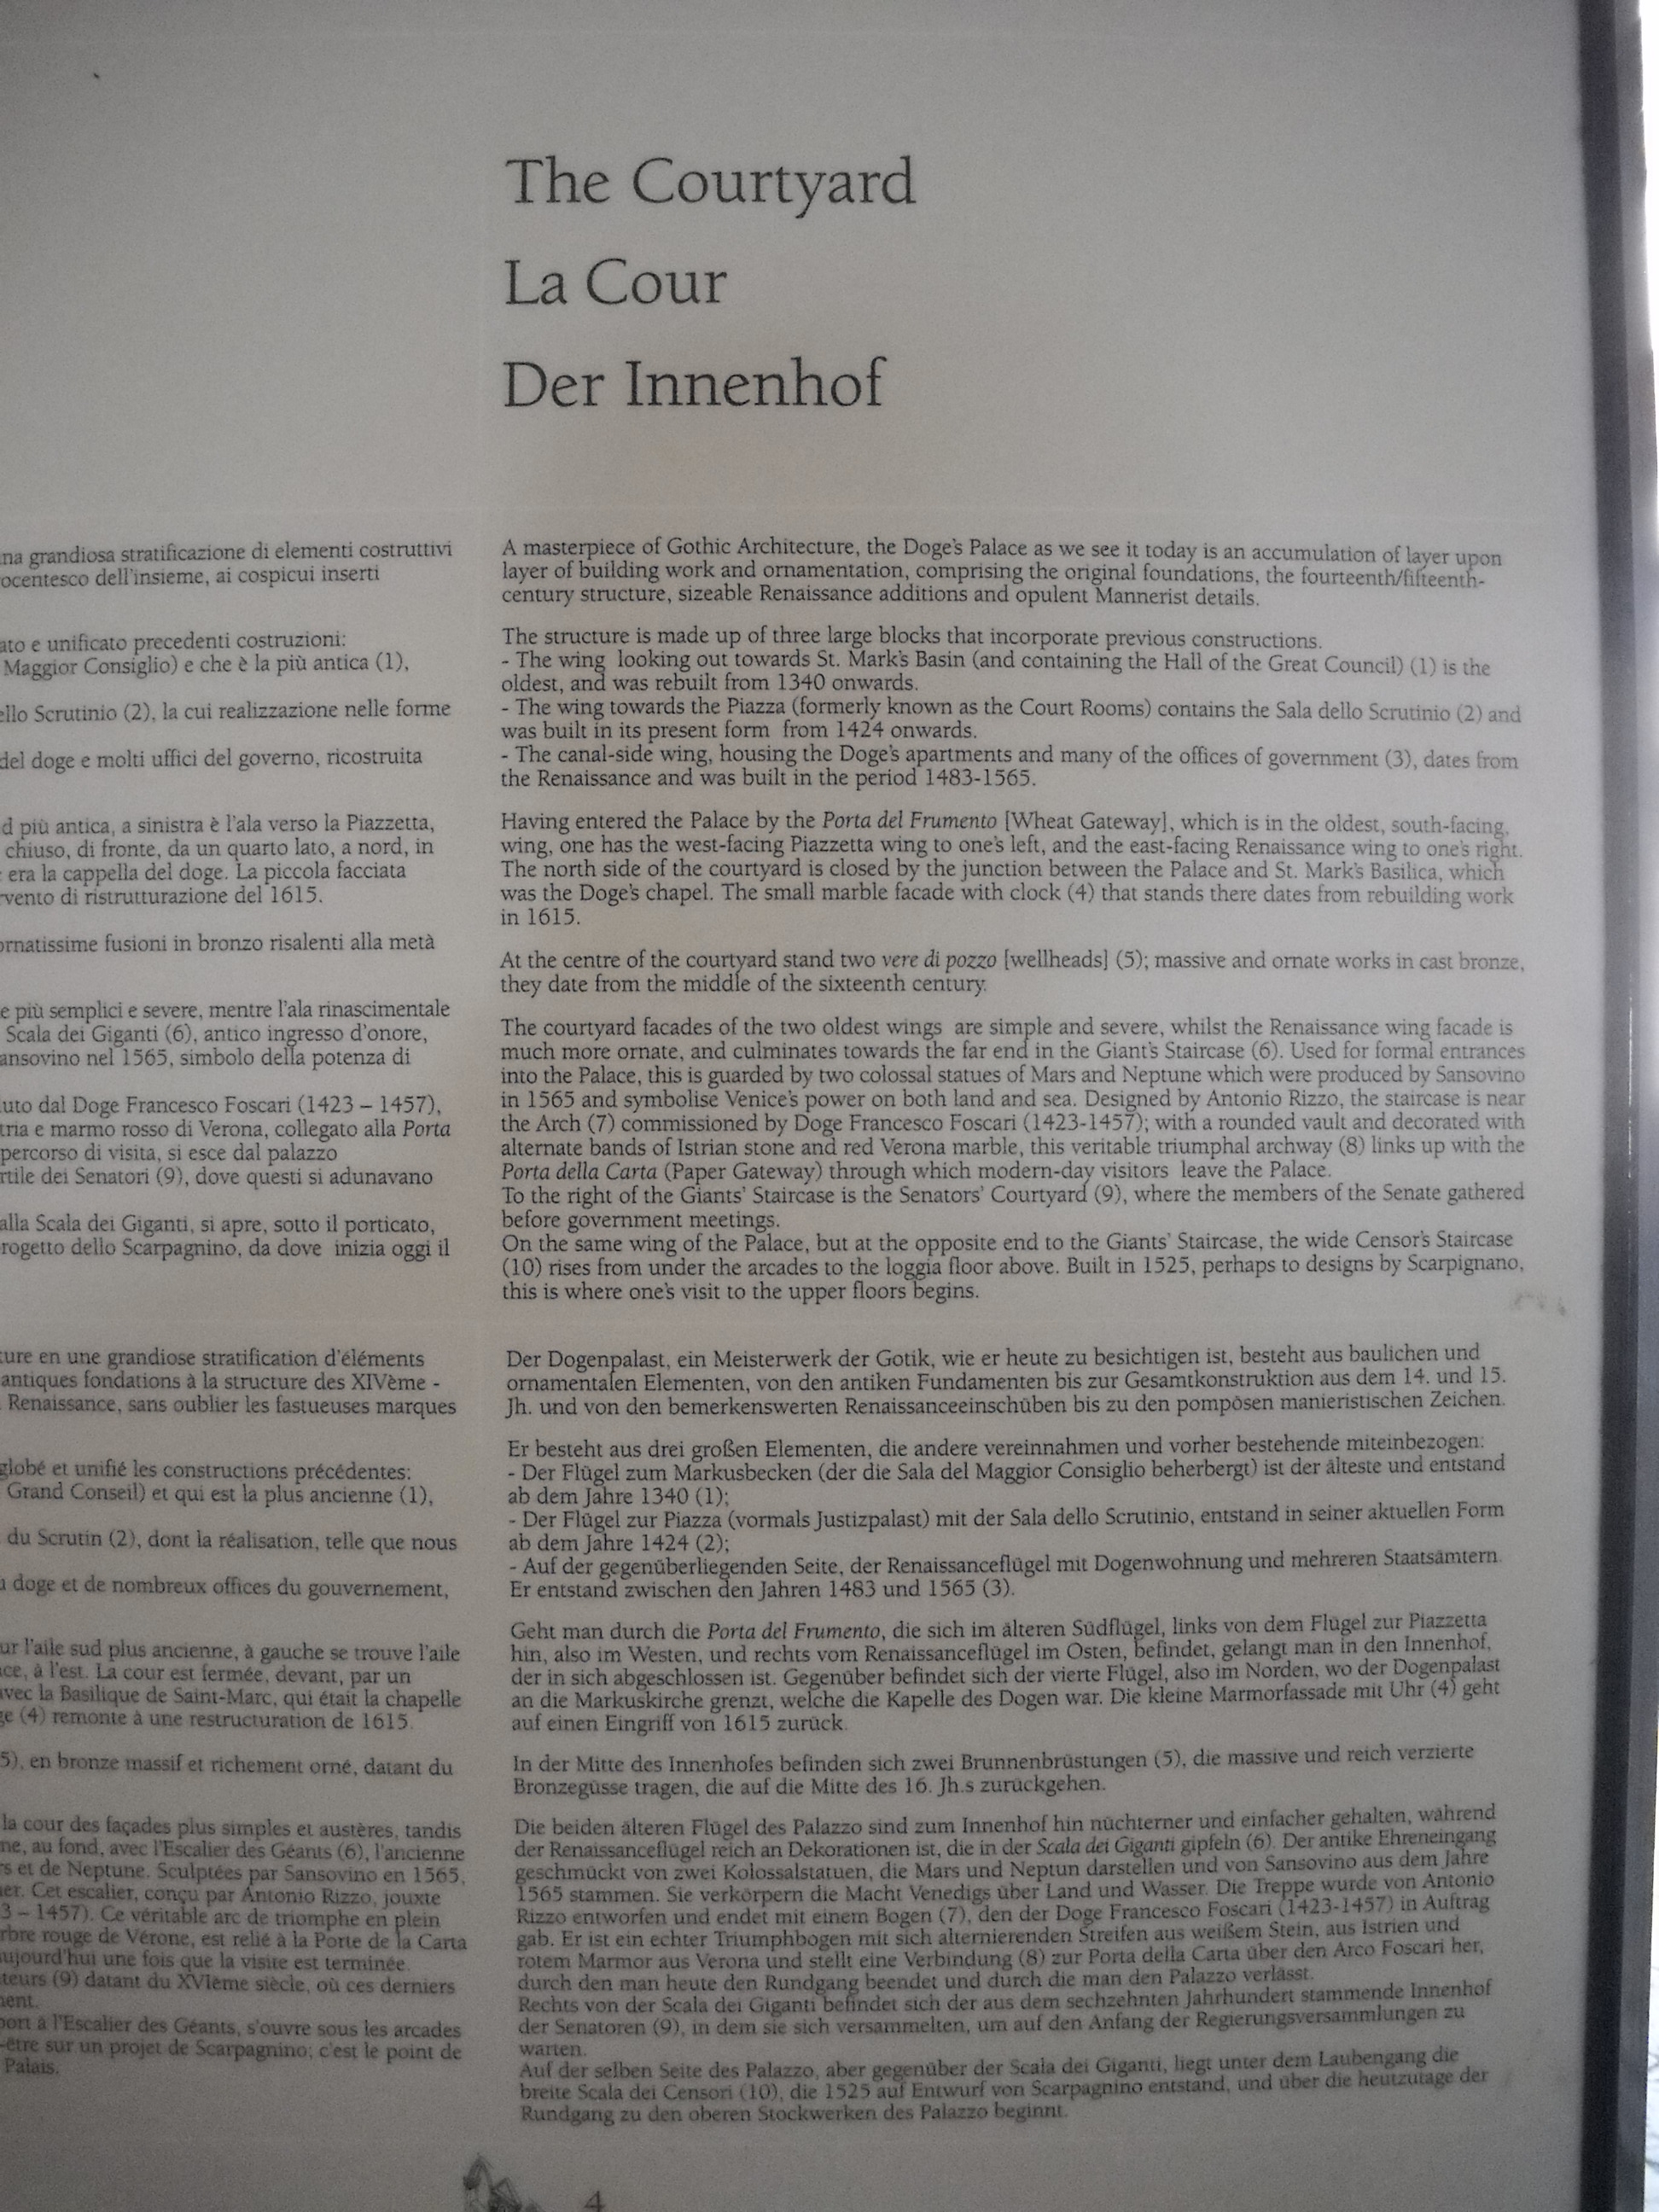 The Courtyard
La Cour
Der Innenhof
na grandiosa stratificazione di elementi costruttivi
ocentesco dell'insieme, ai cospicui inserti
ato e unificato precedenti costruzioni:
Maggior Consiglio) e che è la più antica (1),
ello Scrutinio (2), la cui realizzazione nelle forme
del doge e molti uffici del governo, ricostruita
d più antica, a sinistra è l'ala verso la Piazzetta,
chiuso, di fronte, da un quarto lato, a nord, in
era la cappella del doge. La piccola facciata
vento di ristrutturazione del 1615.
ornatissime fusioni in bronzo risalenti alla metà
e più semplici e severe, mentre l'ala rinascimentale
Scala dei Giganti (6), antico ingresso d'onore,
ansovino nel 1565, simbolo della potenza di
uto dal Doge Francesco Foscari (1423 – 1457),
tria e marmo rosso di Verona, collegato alla Porta
percorso di visita, si esce dal palazzo
rtile dei Senatori (9), dove questi si adunavano
alla Scala dei Giganti, si apre, sotto il porticato,
rogetto dello Scarpagnino, da dove inizia oggi il
ture en une grandiose stratification d'éléments
antiques fondations à la structure des XIVème -
Renaissance, sans oublier les fastueuses marques
globé et unifié les constructions précédentes:
Grand Conseil) et qui est la plus ancienne (1),
du Scrutin (2), dont la réalisation, telle que nous
u doge et de nombreux offices du gouvernement,
ur l'aile sud plus ancienne, à gauche se trouve l'aile
ce, à l'est. La cour est fermée, devant, par un
avec la Basilique de Saint-Marc, qui était la chapelle
ge (4) remonte à une restructuration de 1615.
5), en bronze massif et richement orné, datant du
la cour des façades plus simples et austères, tandis
ne, au fond, avec l'Escalier des Géants (6), l'ancienne
rs et de Neptune. Sculptées par Sansovino en 1565,
er. Cet escalier, conçu par Antonio Rizzo, jouxte
3 – 1457). Ce véritable arc de triomphe en plein
rbre rouge de Vérone, est relié à la Porte de la Carta
aujourd'hui une fois que la visite est terminée.
teurs (9) datant du XVIème siècle, où ces derniers
ment.
port à l'Escalier des Géants, s'ouvre sous les arcades
-être sur un projet de Scarpagnino; c'est le point de
Palais.
A masterpiece of Gothic Architecture, the Doge's Palace as we see it today is an accumulation of layer upon
layer of building work and ornamentation, comprising the original foundations, the fourteenth/fifteenth-
century structure, sizeable Renaissance additions and opulent Mannerist details.
The structure is made up of three large blocks that incorporate previous constructions.
- The wing looking out towards St. Mark's Basin (and containing the Hall of the Great Council) (1) is the
oldest, and was rebuilt from 1340 onwards.
- The wing towards the Piazza (formerly known as the Court Rooms) contains the Sala dello Scrutinio (2) and
was built in its present form from 1424 onwards.
- The canal-side wing, housing the Doge's apartments and many of the offices of government (3), dates from
the Renaissance and was built in the period 1483-1565.
Having entered the Palace by the Porta del Frumento [Wheat Gateway], which is in the oldest, south-facing,
wing, one has the west-facing Piazzetta wing to one's left, and the east-facing Renaissance wing to one's right.
The north side of the courtyard is closed by the junction between the Palace and St. Mark's Basilica, which
was the Doge's chapel. The small marble facade with clock (4) that stands there dates from rebuilding work
in 1615.
At the centre of the courtyard stand two vere di pozzo [wellheads] (5); massive and ornate works in cast bronze,
they date from the middle of the sixteenth century.
The courtyard facades of the two oldest wings are simple and severe, whilst the Renaissance wing facade is
much more ornate, and culminates towards the far end in the Giant's Staircase (6). Used for formal entrances
into the Palace, this is guarded by two colossal statues of Mars and Neptune which were produced by Sansovino
in 1565 and symbolise Venice's power on both land and sea. Designed by Antonio Rizzo, the staircase is near
the Arch (7) commissioned by Doge Francesco Foscari (1423-1457); with a rounded vault and decorated with
alternate bands of Istrian stone and red Verona marble, this veritable triumphal archway (8) links up with the
Porta della Carta (Paper Gateway) through which modern-day visitors leave the Palace.
To the right of the Giants' Staircase is the Senators' Courtyard (9), where the members of the Senate gathered
before government meetings.
On the same wing of the Palace, but at the opposite end to the Giants' Staircase, the wide Censor's Staircase
(10) rises from under the arcades to the loggia floor above. Built in 1525, perhaps to designs by Scarpignano,
this is where one's visit to the upper floors begins.
Der Dogenpalast, ein Meisterwerk der Gotik, wie er heute zu besichtigen ist, besteht aus baulichen und
ornamentalen Elementen, von den antiken Fundamenten bis zur Gesamtkonstruktion aus dem 14. und 15.
Jh. und von den bemerkenswerten Renaissanceeinschüben bis zu den pompösen manieristischen Zeichen.
Er besteht aus drei großen Elementen, die andere vereinnahmen und vorher bestehende miteinbezogen:
- Der Flügel zum Markusbecken (der die Sala del Maggior Consiglio beherbergt) ist der älteste und entstand
ab dem Jahre 1340 (1);
- Der Flügel zur Piazza (vormals Justizpalast) mit der Sala dello Scrutinio, entstand in seiner aktuellen Form
ab dem Jahre 1424 (2);
- Auf der gegenüberliegenden Seite, der Renaissanceflügel mit Dogenwohnung und mehreren Staatsämtern.
Er entstand zwischen den Jahren 1483 und 1565 (3).
Geht man durch die Porta del Frumento, die sich im älteren Südflügel, links von dem Flügel zur Piazzetta
hin, also im Westen, und rechts vom Renaissanceflügel im Osten, befindet, gelangt man in den Innenhof,
der in sich abgeschlossen ist. Gegenüber befindet sich der vierte Flügel, also im Norden, wo der Dogenpalast
an die Markuskirche grenzt, welche die Kapelle des Dogen war. Die kleine Marmorfassade mit Uhr (4) geht
auf einen Eingriff von 1615 zurück.
In der Mitte des Innenhofes befinden sich zwei Brunnenbrüstungen (5), die massive und reich verzierte
Bronzegüsse tragen, die auf die Mitte des 16. Jh.s zurückgehen.
Die beiden älteren Flügel des Palazzo sind zum Innenhof hin nüchterner und einfacher gehalten, während
der Renaissanceflügel reich an Dekorationen ist, die in der Scala dei Giganti gipfeln (6). Der antike Ehreneingang
geschmückt von zwei Kolossalstatuen, die Mars und Neptun darstellen und von Sansovino aus dem Jahre
1565 stammen. Sie verkörpern die Macht Venedigs über Land und Wasser. Die Treppe wurde von Antonio
Rizzo entworfen und endet mit einem Bogen (7), den der Doge Francesco Foscari (1423-1457) in Auftrag
gab. Er ist ein echter Triumphbogen mit sich alternierenden Streifen aus weißem Stein, aus Istrien und
rotem Marmor aus Verona und stellt eine Verbindung (8) zur Porta della Carta über den Arco Foscari her,
durch den man heute den Rundgang beendet und durch die man den Palazzo verlässt.
Rechts von der Scala dei Giganti befindet sich der aus dem sechzehnten Jahrhundert stammende Innenhof
der Senatoren (9), in dem sie sich versammelten, um auf den Anfang der Regierungsversammlungen zu
warten.
Auf der selben Seite des Palazzo, aber gegenüber der Scala dei Giganti, liegt unter dem Laubengang die
breite Scala dei Censori (10), die 1525 auf Entwurf von Scarpagnino entstand, und über die heutzutage der
Rundgang zu den oberen Stockwerken des Palazzo beginnt.
4